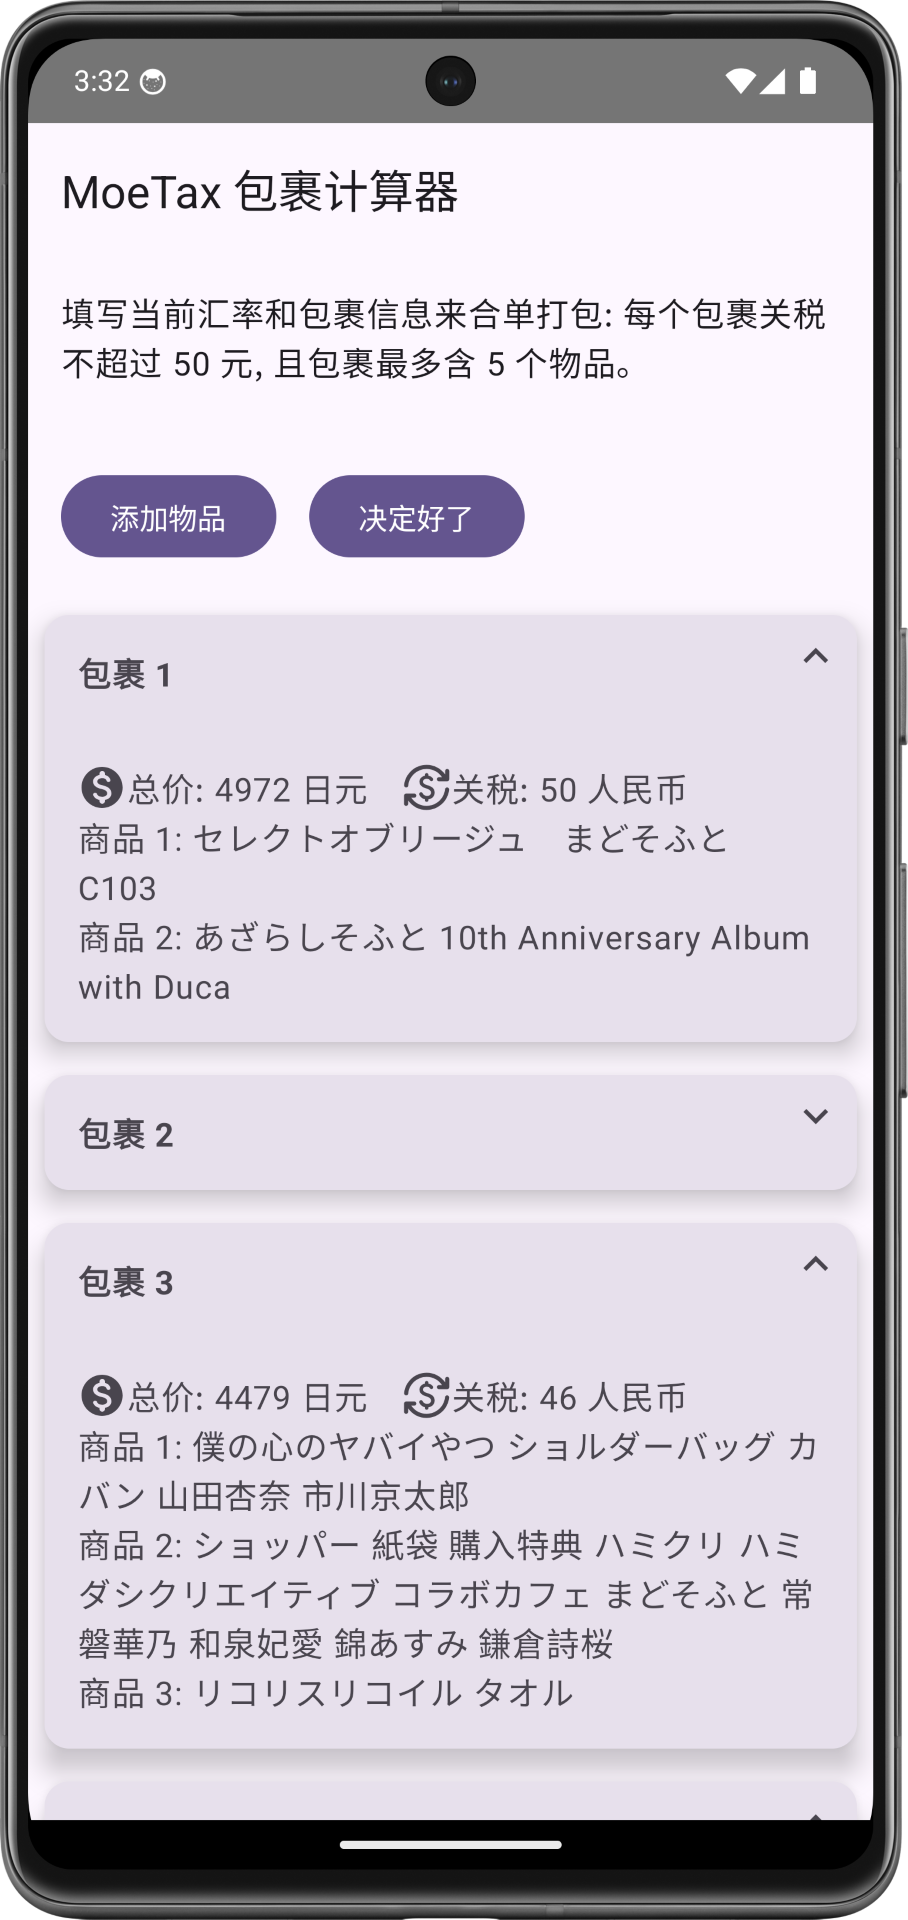 3:32
MoeTax 包裹计算器
填写当前汇率和包裹信息来合单打包: 每个包裹关税
不超过 50 元, 且包裹最多含 5 个物品。
添加物品 决定好了
包裹 1
总价: 4972 日元 关税: 50 人民币
商品 1: セレクトオブリージュ　まどそふと
C103
商品 2: あざらしそふと 10th Anniversary Album
with Duca
包裹 2
包裹 3
总价: 4479 日元 关税: 46 人民币
商品 1: 僕の心のヤバイやつ ショルダーバッグ カ
バン 山田杏奈 市川京太郎
商品 2: ショッパー 紙袋 購入特典 ハミクリ ハミ
ダシクリエイティブ コラボカフェ まどそふと 常
磐華乃 和泉妃愛 錦あすみ 鎌倉詩桜
商品 3: リコリスリコイル タオル